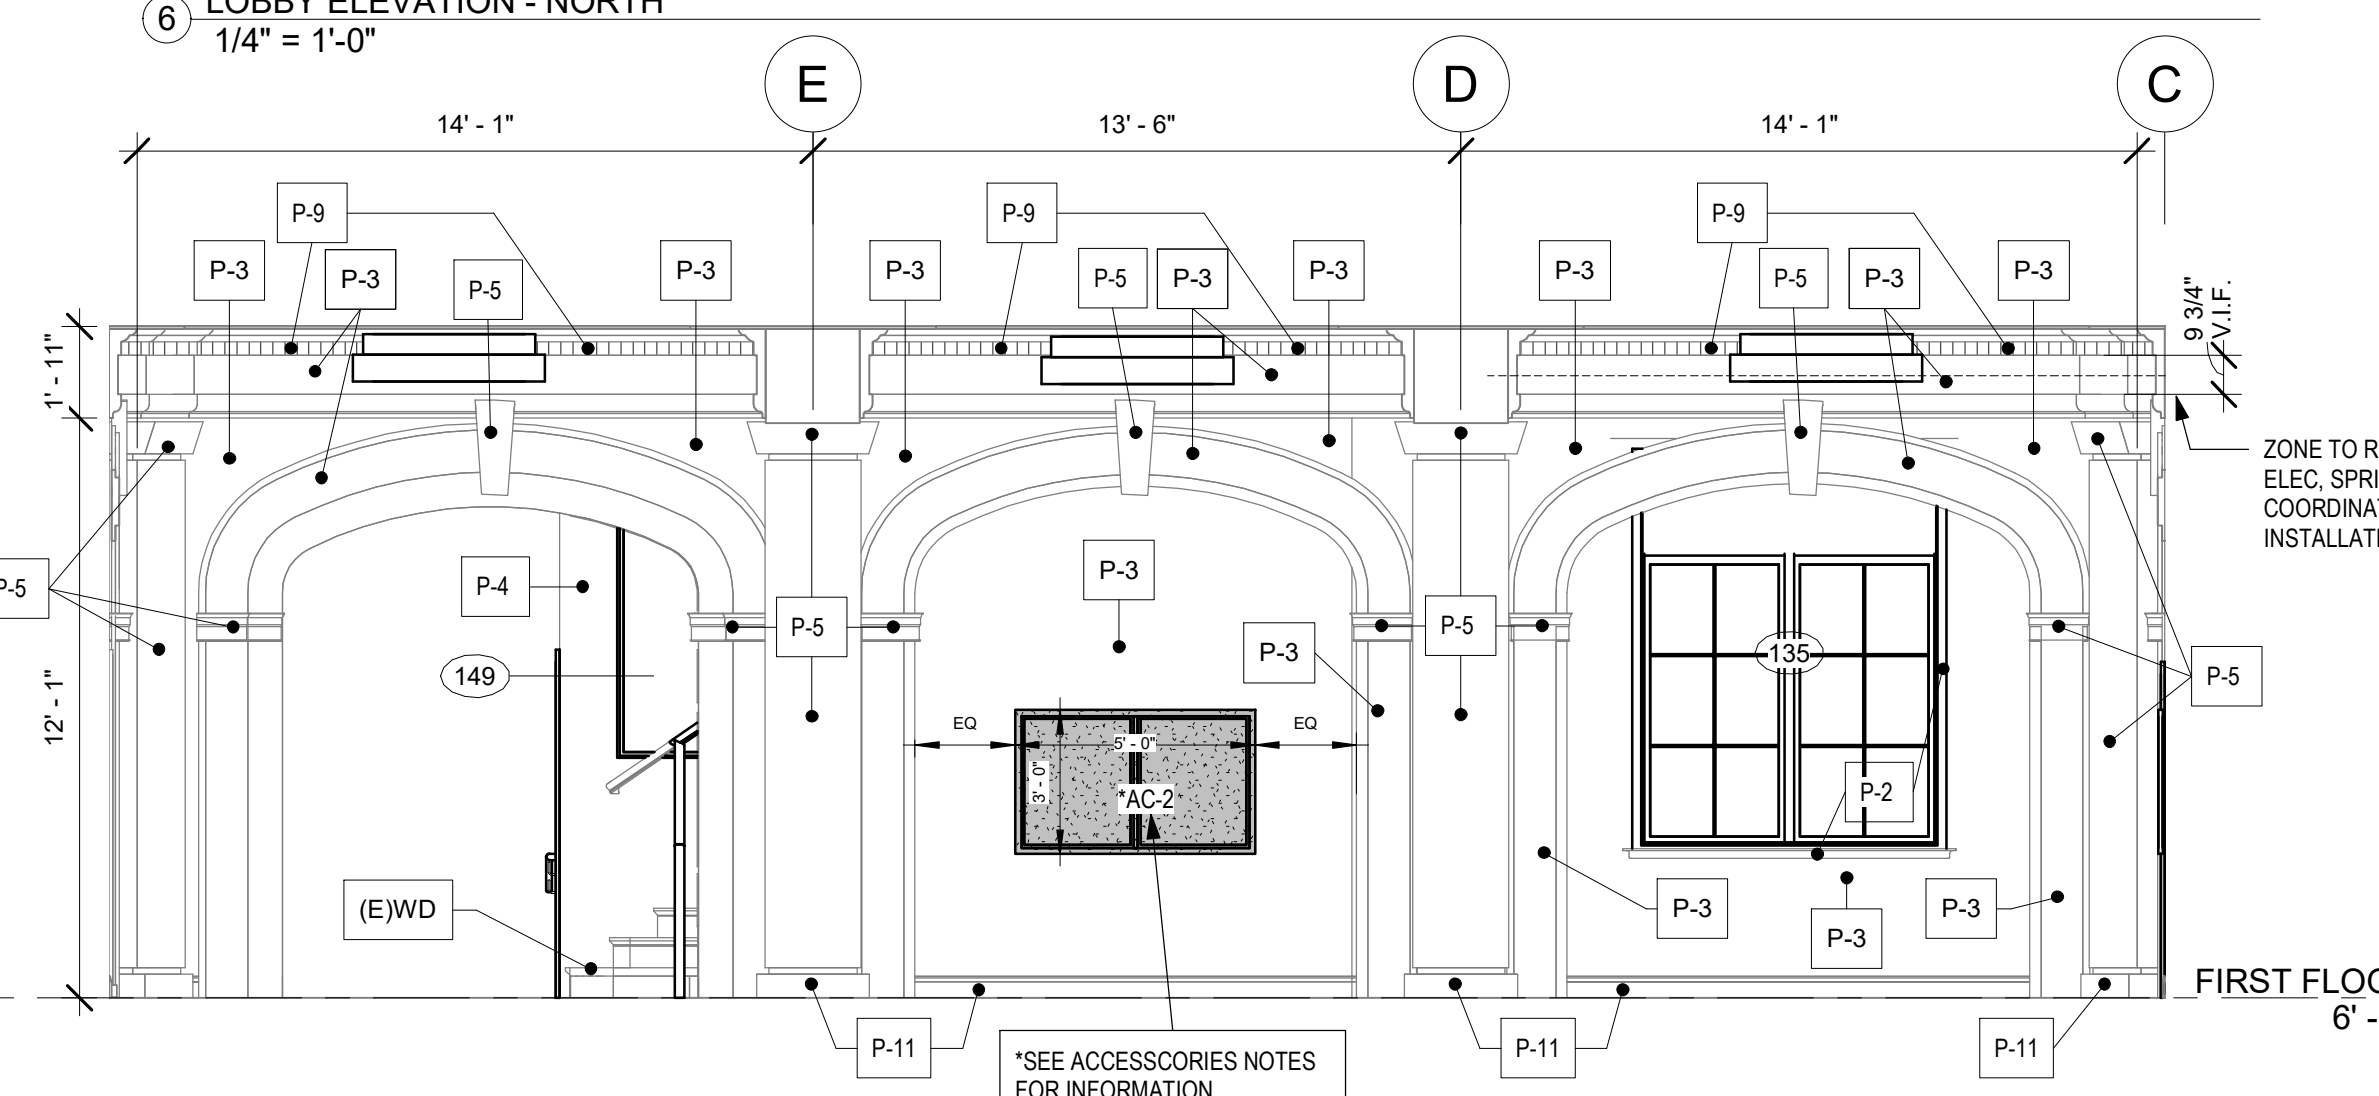 6 LOBBY ELEVATION - NORTH
1/4" = 1'-0"
E
D
C
14' - 1"
13' - 6"
14' - 1"
P-9
P-9
P-9
P-3
P-3
P-5
P-3
P-3
P-5
P-3
P-3
P-3
P-5
P-3
P-3
9 3/4"
V.I.F.
1' - 11"
ZONE TO R
ELEC, SPRI
COORDINAT
INSTALLATI
P-5
P-4
P-3
P-5
P-5
P-3
135
149
P-5
12' - 1"
EQ
5' - 0"
EQ
3' - 0"
*AC-2
P-2
(E)WD
P-3
P-3
P-3
FIRST FLOO
6' -
P-11
P-11
P-11
*SEE ACCESSCORIES NOTES
FOR INFORMATION